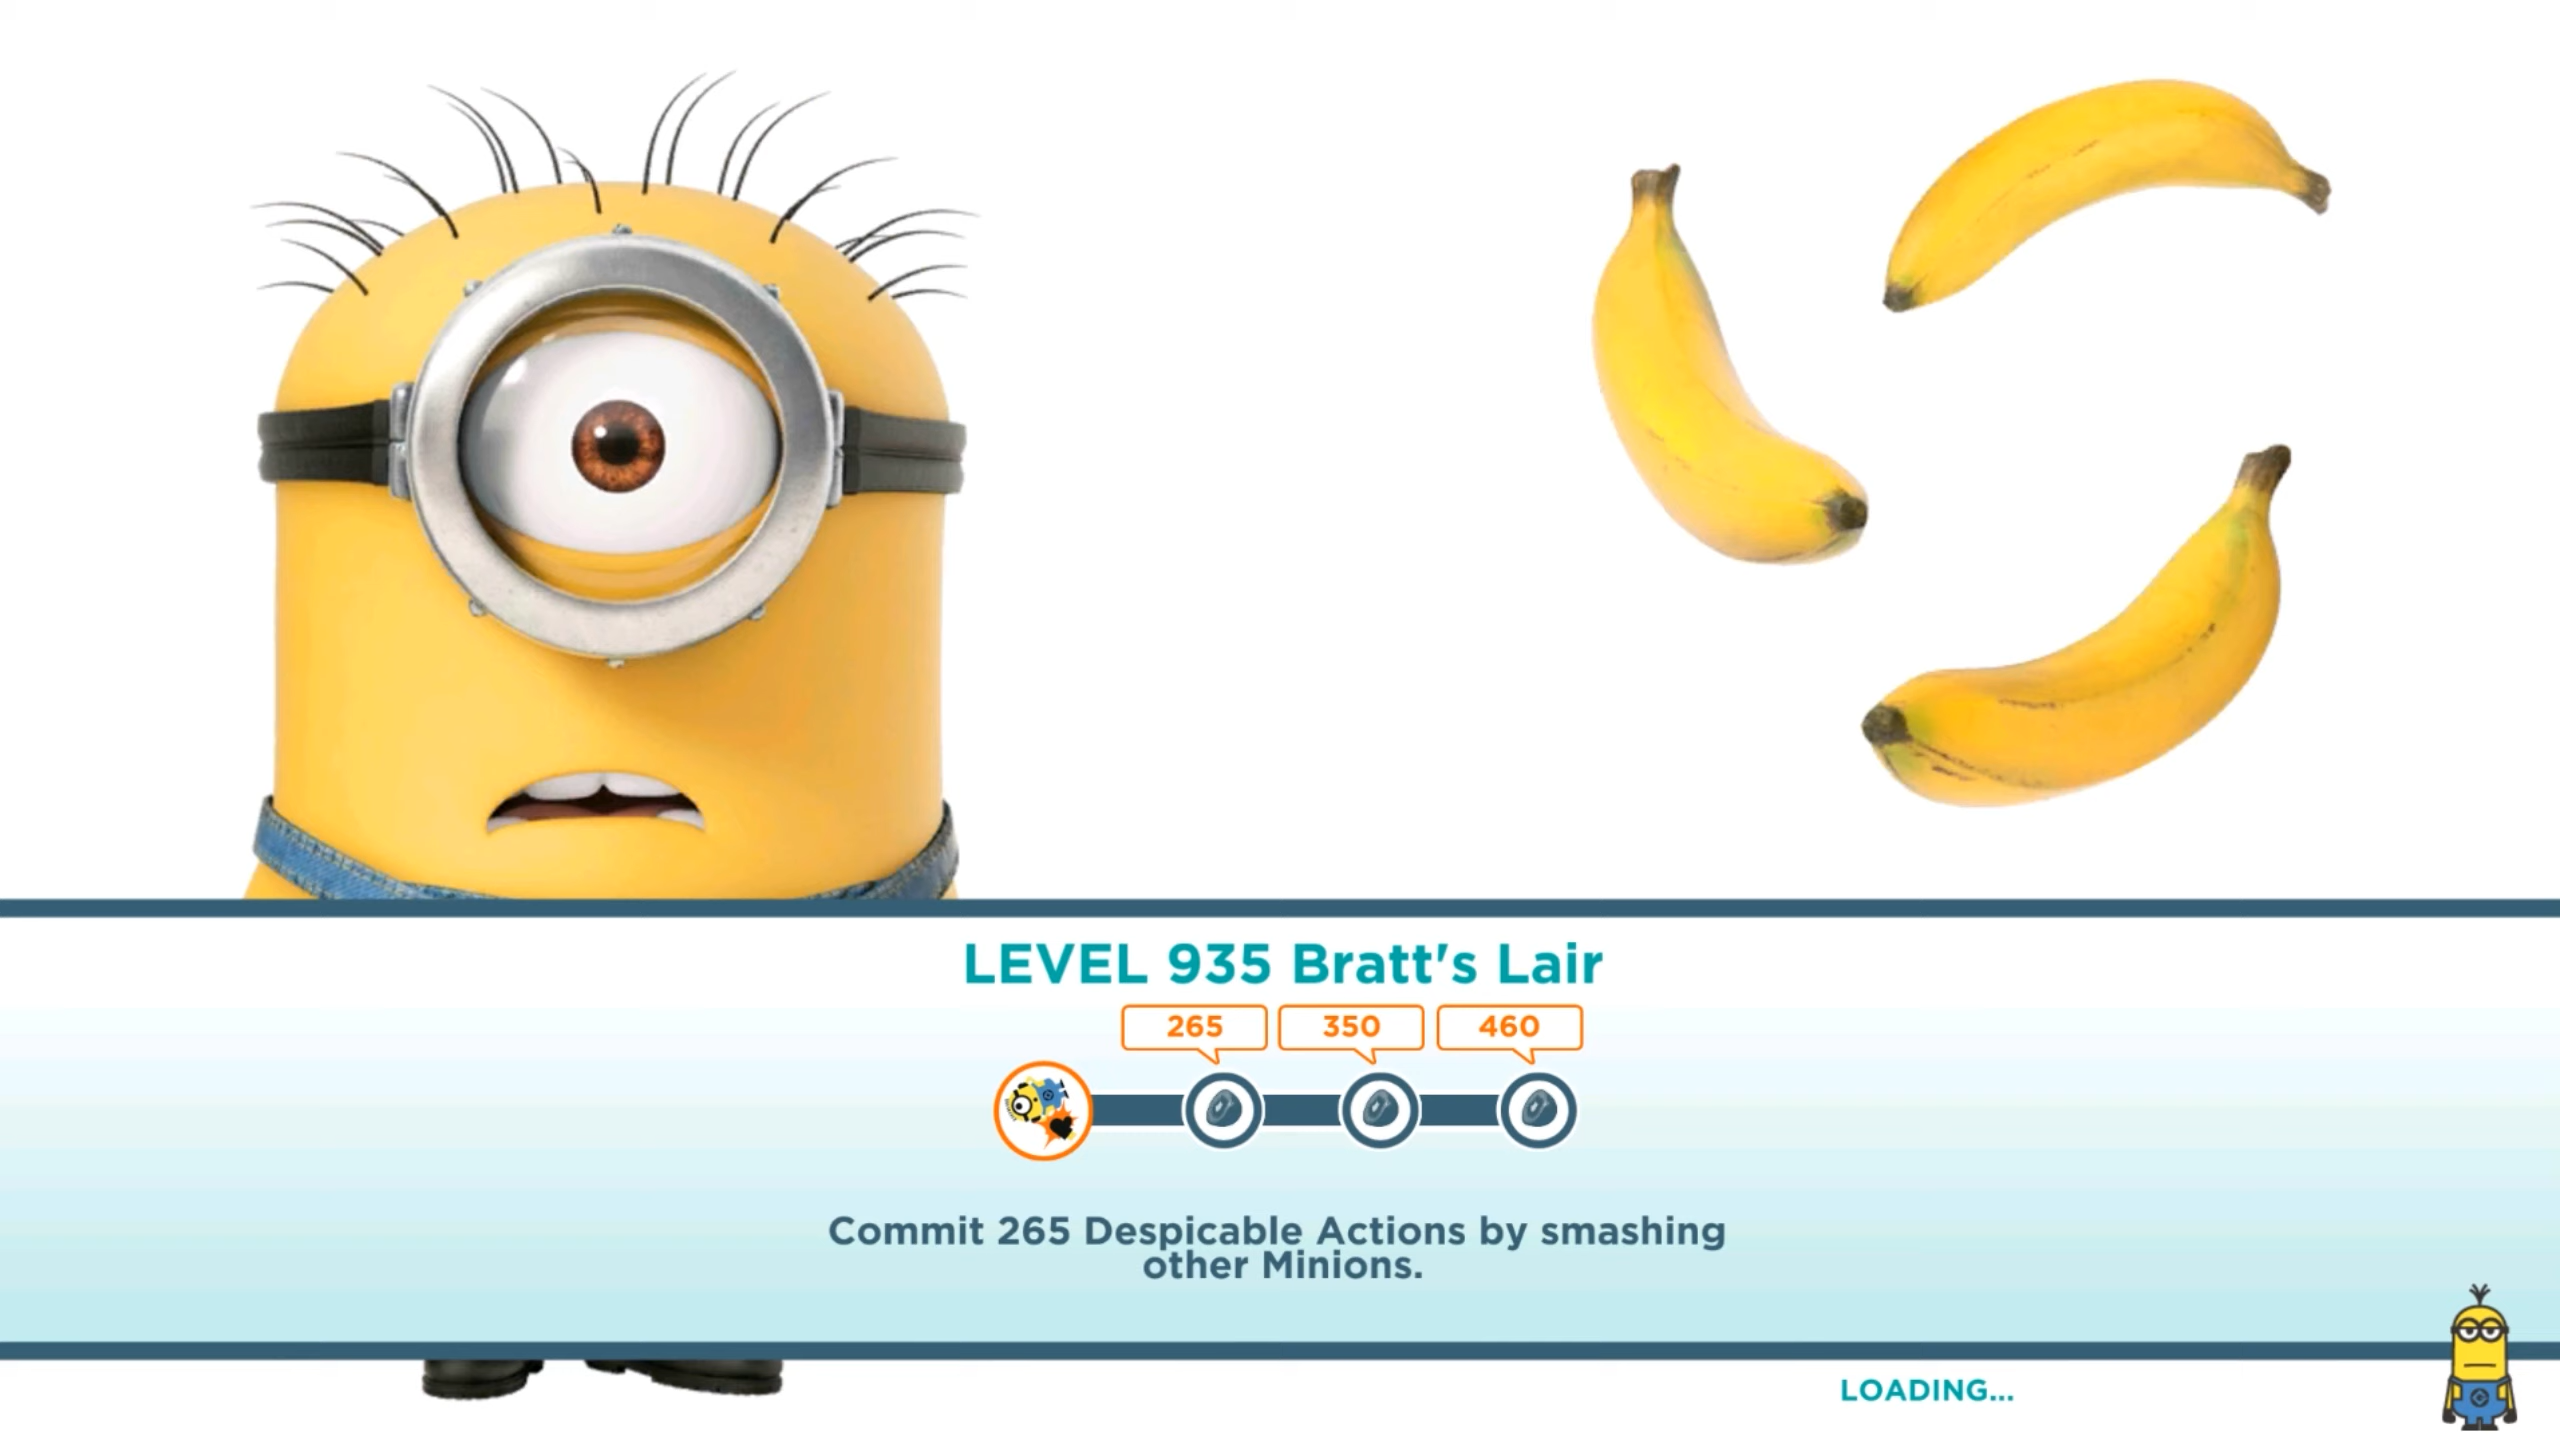 LEVEL 935 Bratt's Lair
265 350 460
Commit 265 Despicable Actions by smashing
other Minions.
LOADING...